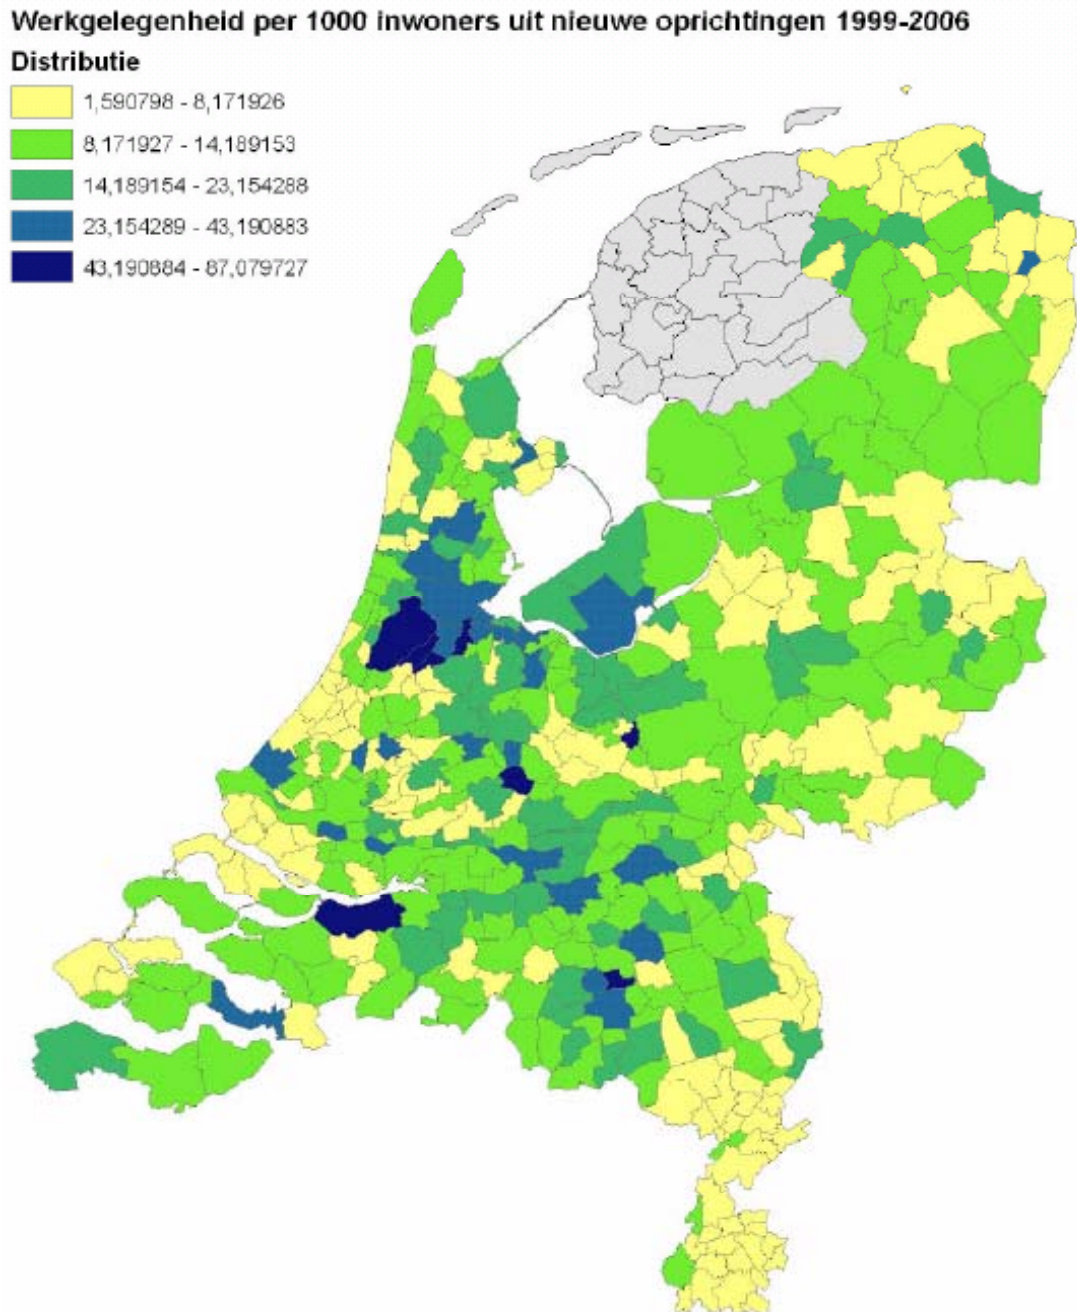 Werkgelegenheid per 1000 inwoners uit nieuwe oprichtingen 1999-2006
Distributie
1,590798 - 8,171926
8,171927 - 14,189153
14,189154 - 23,154288
23,154289 - 43,190883
43,190884 - 87,079727